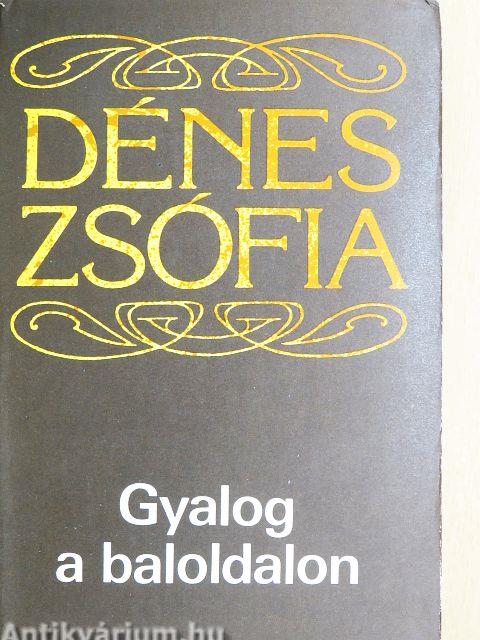 DÉNES
ZSÓFIA
Gyalog
a baloldalon
Antikvárium.hu